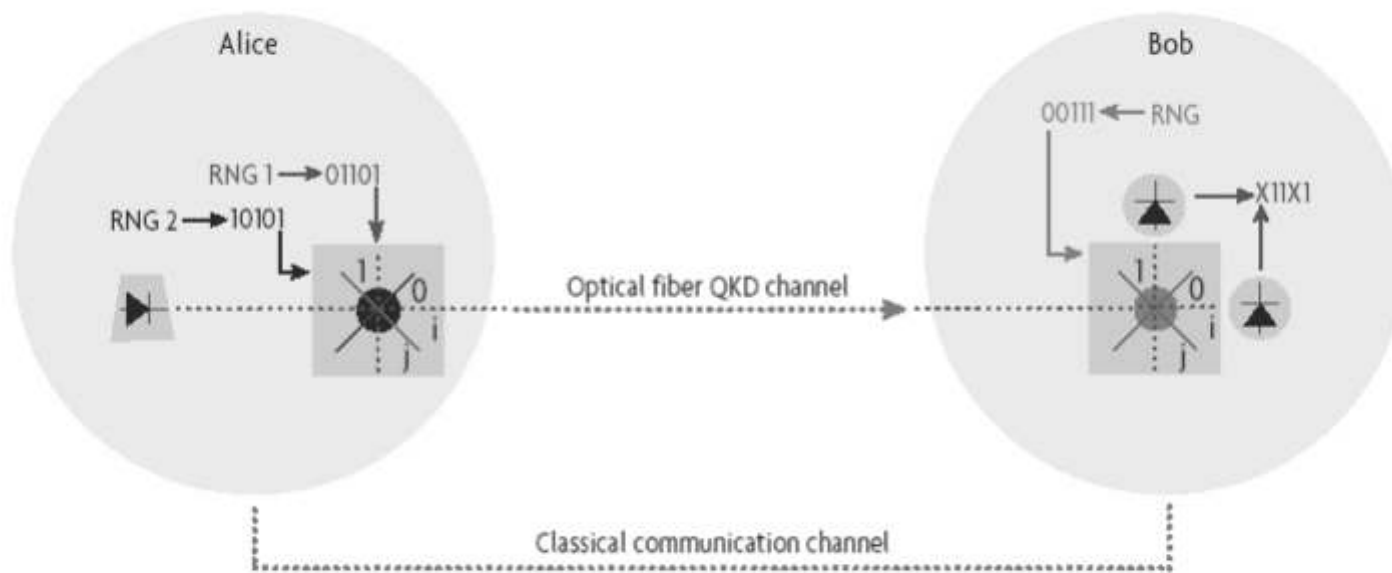 Alice
Bob
00111 RNG
RNG 1 01101
X11X1
RNG 2 10101
1
0
i
j
Optical fiber QKD channel
1
0
i
j
Classical communication channel